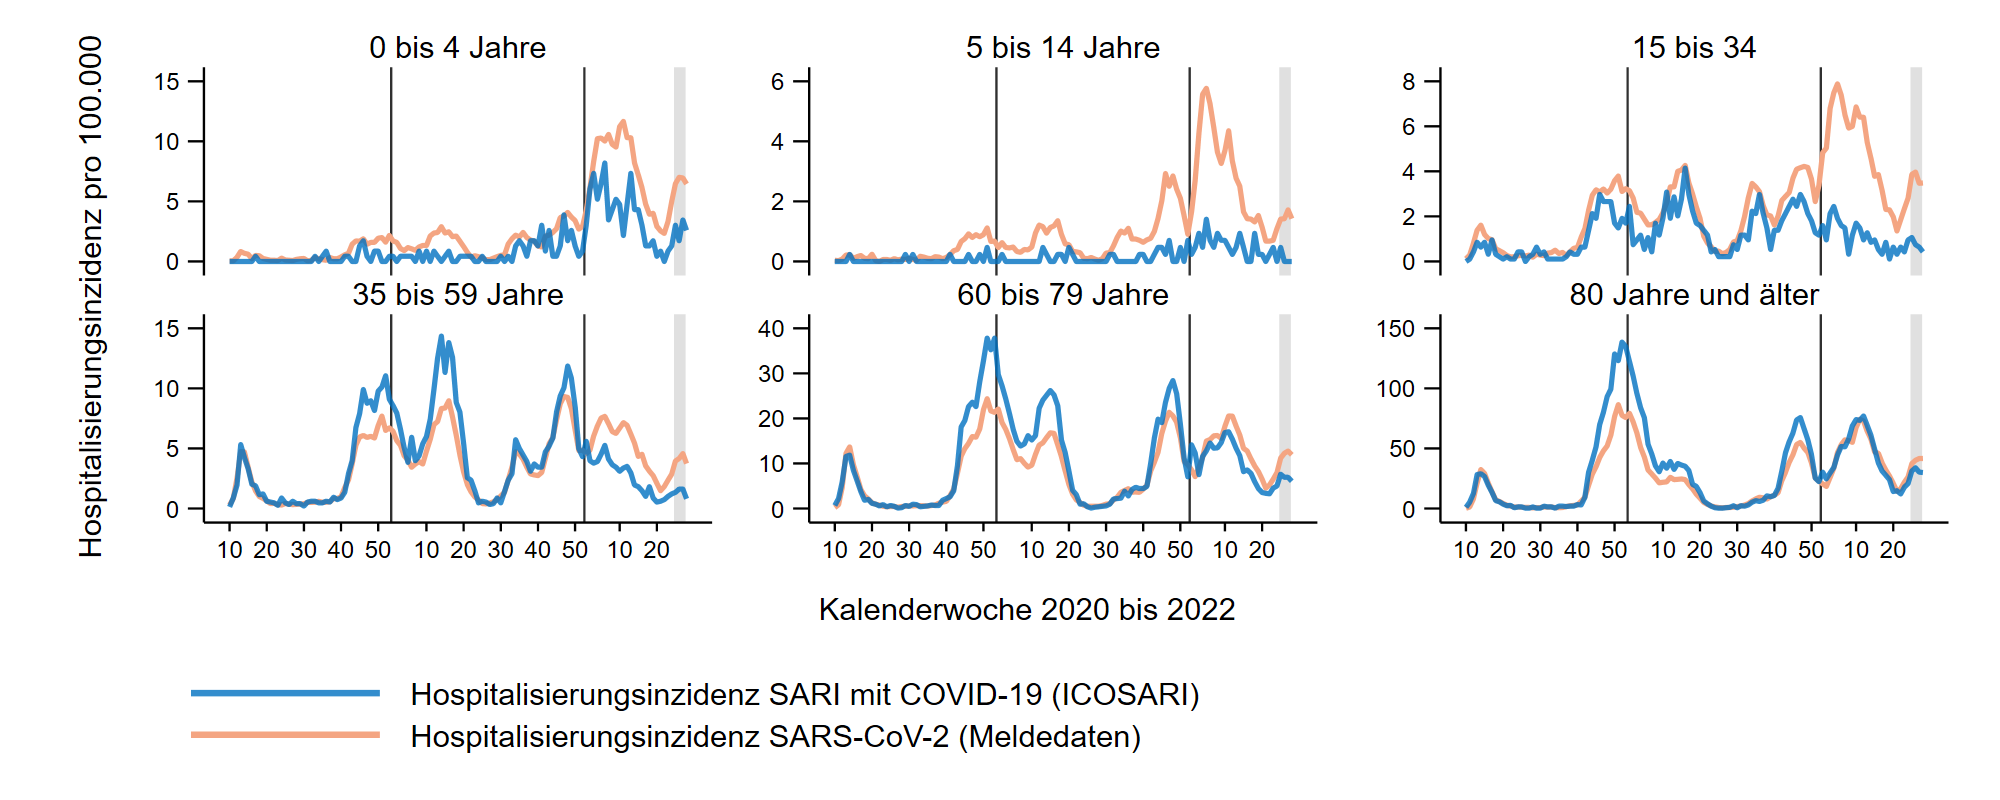 Hospitalisierungsinzidenz pro 100.000
0 bis 4 Jahre
15
10
5
0
5 bis 14 Jahre
6
4
2
0
15 bis 34
8
6
4
2
0
35 bis 59 Jahre
15
10
5
0
10 20 30 40 50 10 20 30 40 50 10 20
60 bis 79 Jahre
40
30
20
10
0
10 20 30 40 50 10 20 30 40 50 10 20
80 Jahre und älter
150
100
50
0
10 20 30 40 50 10 20 30 40 50 10 20
Kalenderwoche 2020 bis 2022
Hospitalisierungsinzidenz SARI mit COVID-19 (ICOSARI)
Hospitalisierungsinzidenz SARS-CoV-2 (Meldedaten)